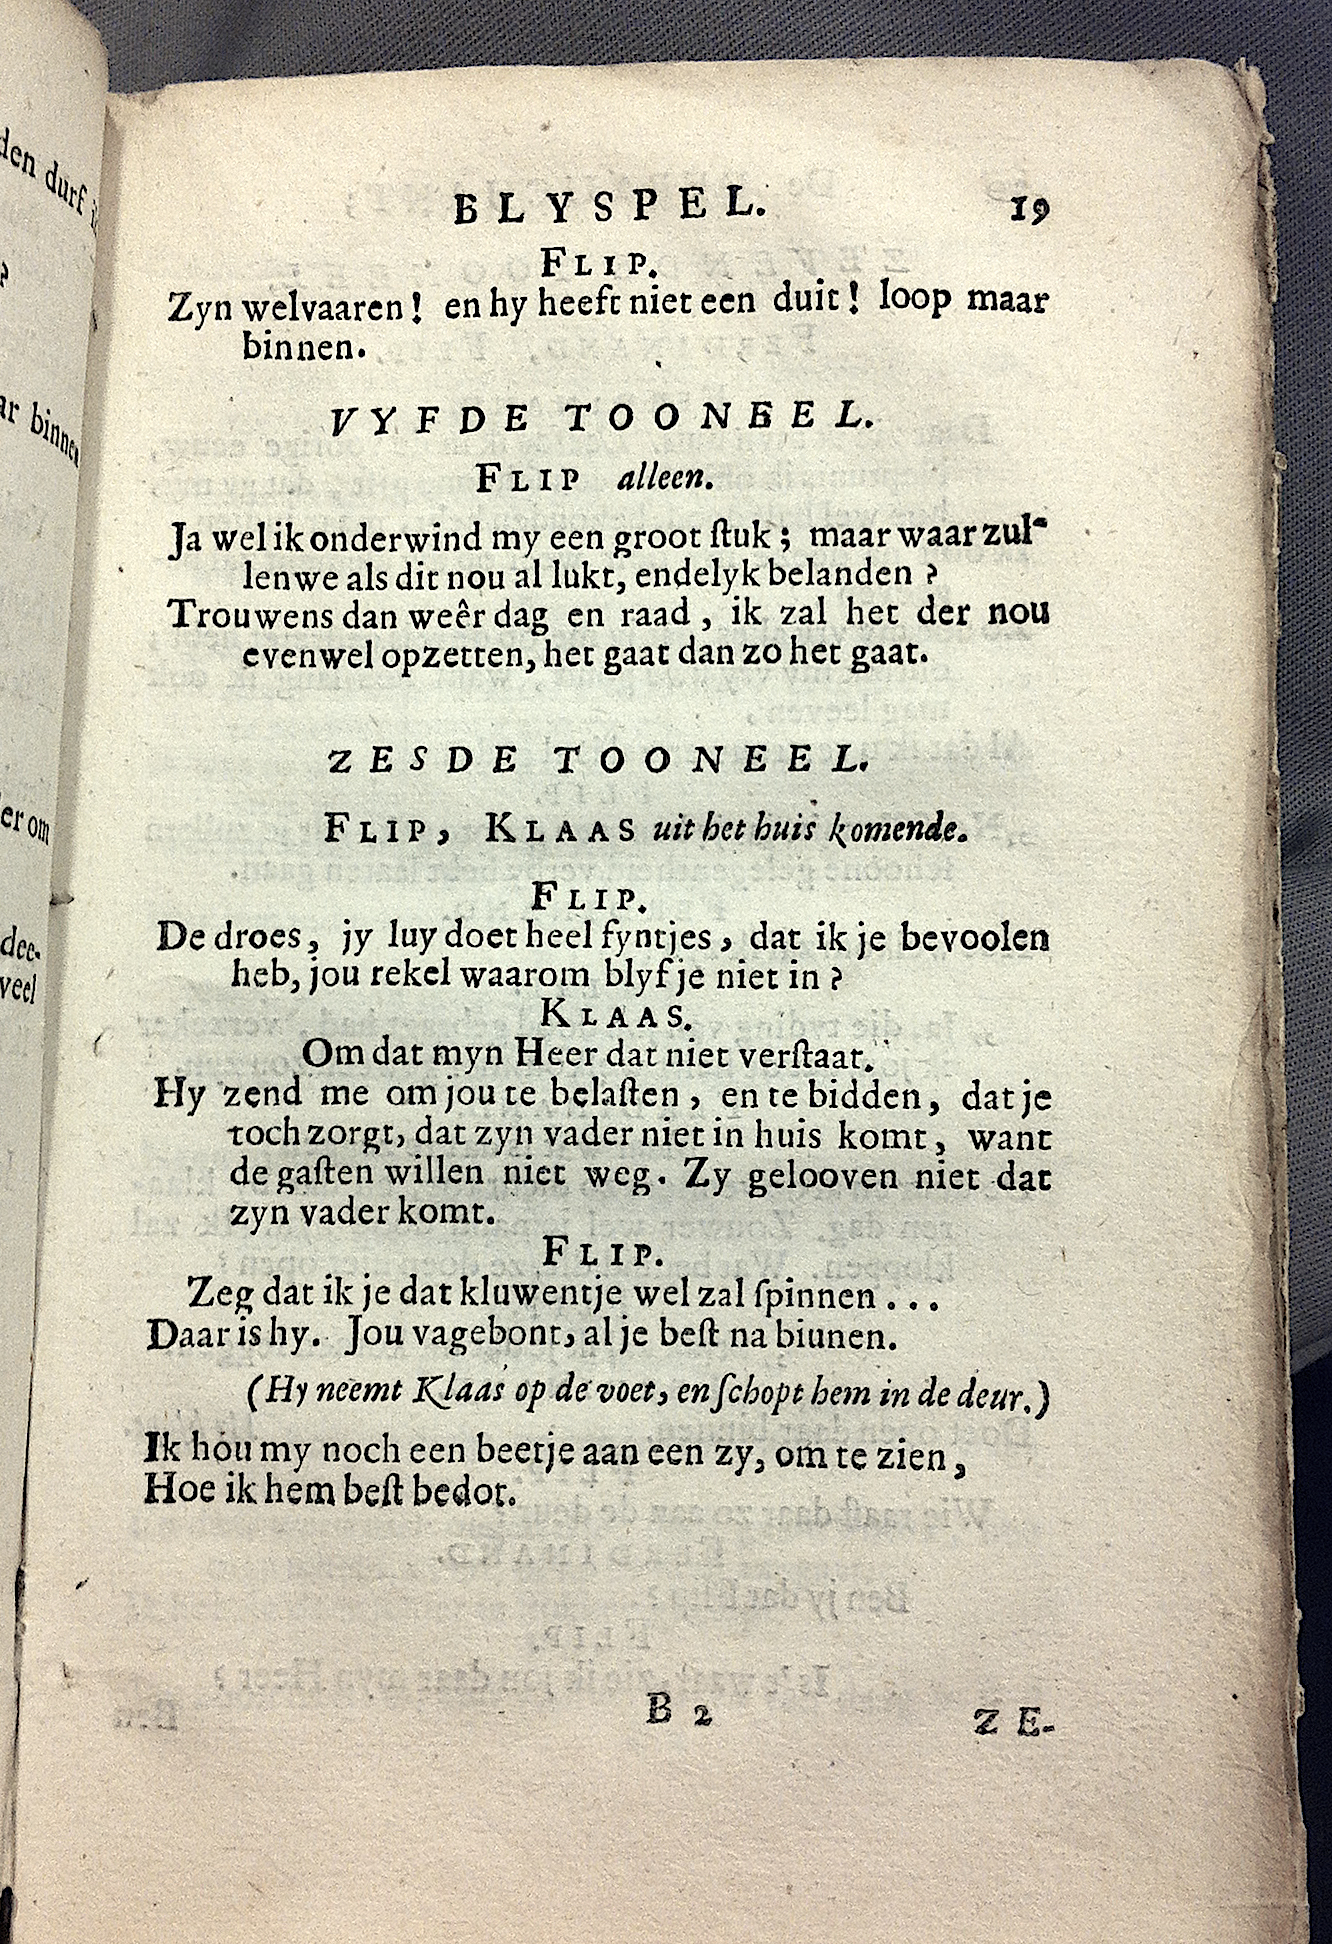 BLYSPEL. 19
FLIP.
Zyn welvaaren! en hy heeft niet een duit! loop maar
binnen.
VYFDE TOONEEL.
FLIP alleen.
Ja wel ik onderwind my een groot ſtuk; maar waar zul-
len we als dit nou al lukt, endelyk belanden?
Trouwens dan weêr dag en raad, ik zal het der nou
evenwel opzetten, het gaat dan zo het gaat.
ZESDE TOONEEL.
FLIP, KLAAS uit het huis komende.
FLIP.
De droes, jy luy doet heel fyntjes, dat ik je bevoolen
heb, jou rekel waarom blyf je niet in?
KLAAS.
Om dat myn Heer dat niet verſtaat.
Hy zend me om jou te belaſten, en te bidden, dat je
toch zorgt, dat zyn vader niet in huis komt, want
de gaſten willen niet weg. Zy gelooven niet dat
zyn vader komt.
FLIP.
Zeg dat ik je dat kluwentje wel zal ſpinnen...
Daar is hy. Jou vagebont, al je beſt na biunen.
(Hy neemt Klaas op de voet, en ſchopt hem in de deur.)
Ik hou my noch een beetje aan een zy, om te zien,
Hoe ik hem beſt bedot.
B 2 ZE-
den durf
?
ar binnen
er om
dee-
veel